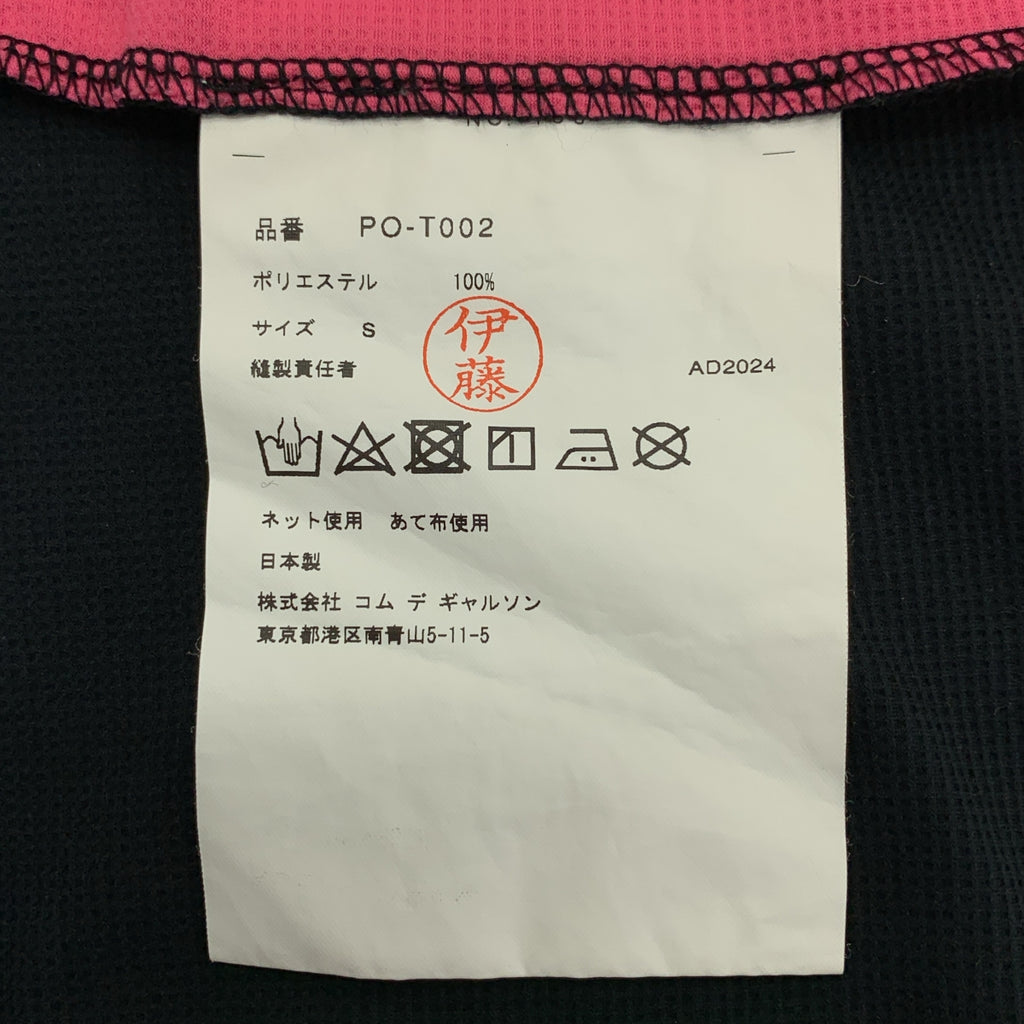 品番 PO-T002
ポリエステル 100%
サイズ S
伊藤
縫製責任者 AD2024
ネット使用 あて布使用
日本製
株式会社 コム デ ギャルソン
東京都港区南青山5-11-5